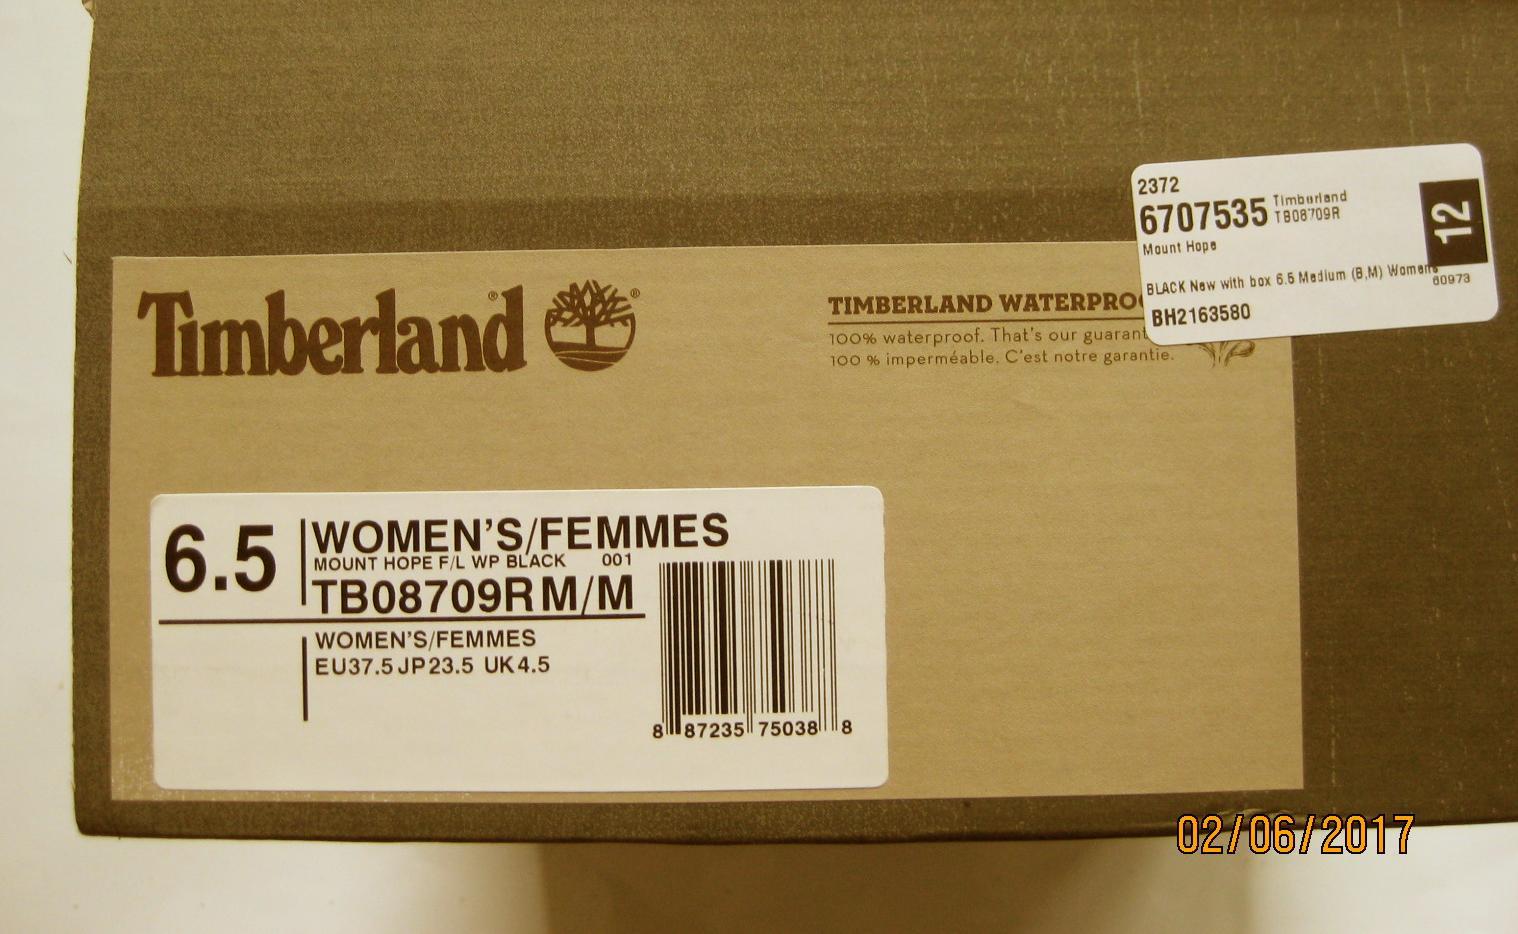 2372
6707535 Timberland
TB08709R
Mount Hope
12
BLACK New with box 6.5 Medium (B,M) Womens
60973
BH2163580
Timberland®
®
TIMBERLAND WATERPRO
100% waterproof. That's our guarant
100 % imperméable. C'est notre garantie.
6.5
WOMEN'S/FEMMES
MOUNT HOPE F/L WP BLACK 001
TB08709R M/M
WOMEN'S/FEMMES
EU37.5 JP23.5 UK4.5
8 87235 75038 8
02/06/2017